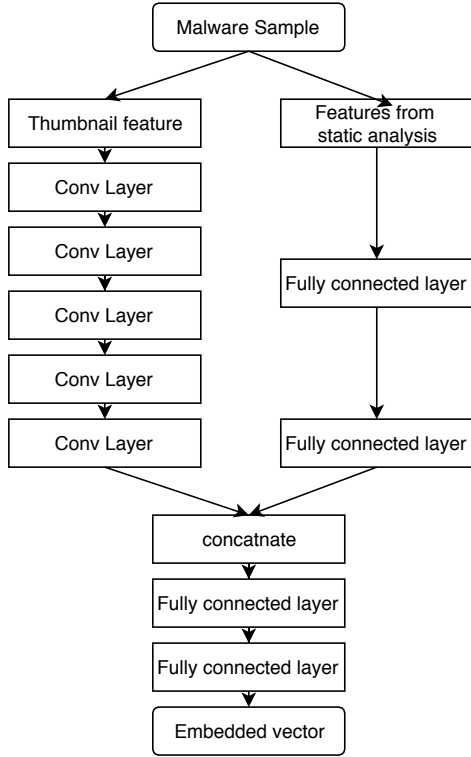 Malware Sample
Thumbnail feature
Features from
static analysis
Conv Layer
Conv Layer
Fully connected layer
Conv Layer
Conv Layer
Conv Layer
Fully connected layer
concatnate
Fully connected layer
Fully connected layer
Embedded vector